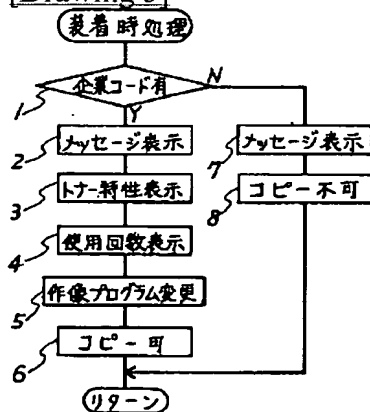 [Drawing 3]
装着時処理
企業コード有
N
1
Y
2
メッセージ表示
メッセージ表示
7
3
トナー特性表示
コピー不可
8
4
使用回数表示
5
作像プログラム変更
6
コピー可
リターン